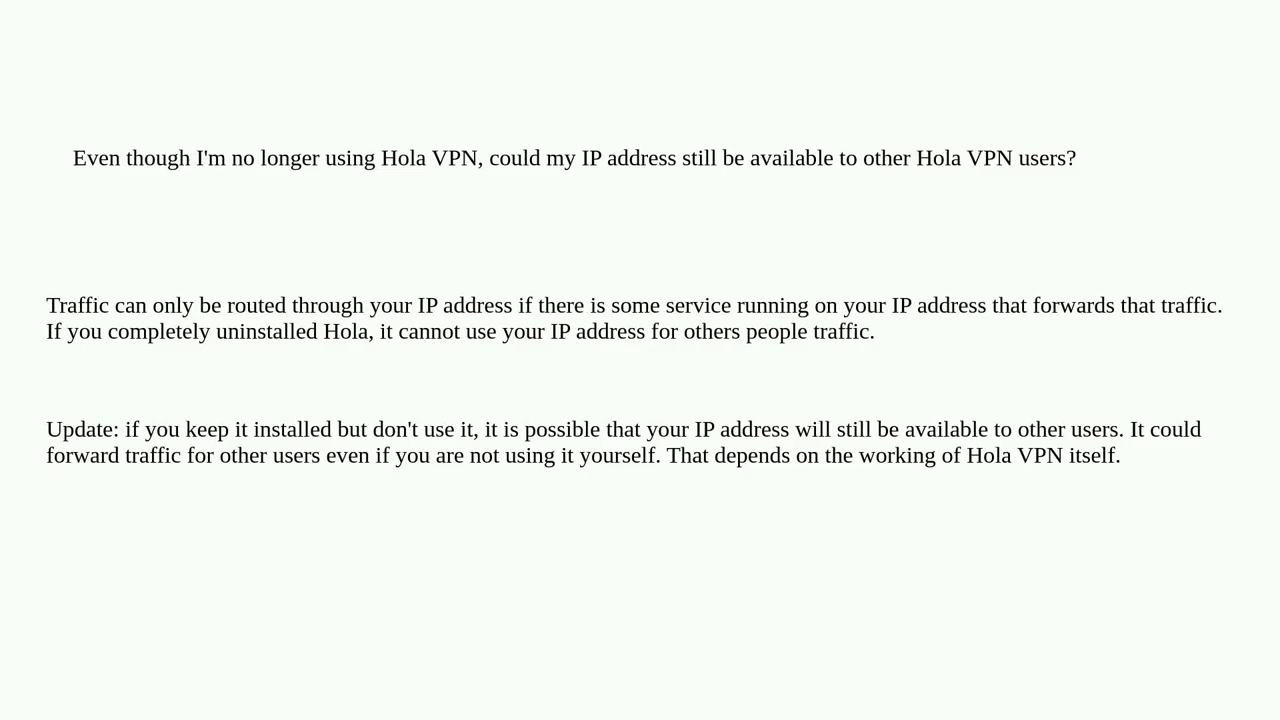 Even though I'm no longer using Hola VPN, could my IP address still be available to other Hola VPN users?
Traffic can only be routed through your IP address if there is some service running on your IP address that forwards that traffic.
If you completely uninstalled Hola, it cannot use your IP address for others people traffic.
Update: if you keep it installed but don't use it, it is possible that your IP address will still be available to other users. It could
forward traffic for other users even if you are not using it yourself. That depends on the working of Hola VPN itself.